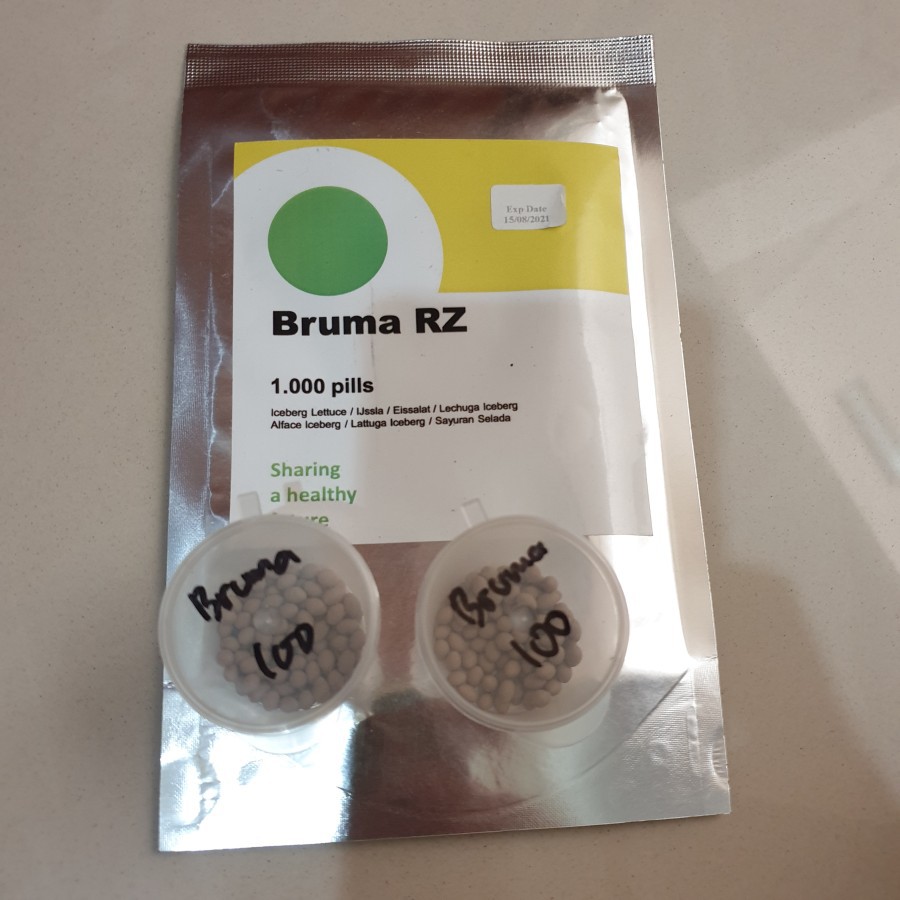 Exp Date
15/08/2021
Bruma RZ
1.000 pills
Iceberg Lettuce / IJssla / Eissalat / Lechuga Iceberg
Alface Iceberg / Lattuga Iceberg / Sayuran Selada
Sharing
a healthy
Bruma
100
Bruma
100